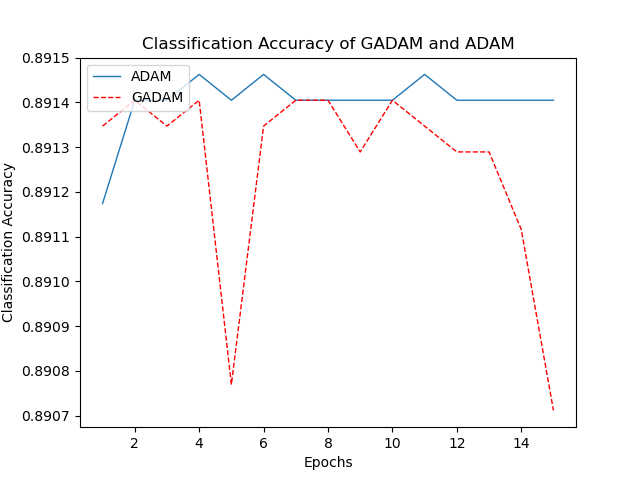 Classification Accuracy of GADAM and ADAM
0.8915
0.8914
0.8913
0.8912
0.8911
0.8910
0.8909
0.8908
0.8907
Classification Accuracy
ADAM
GADAM
2 4 6 8 10 12 14
Epochs